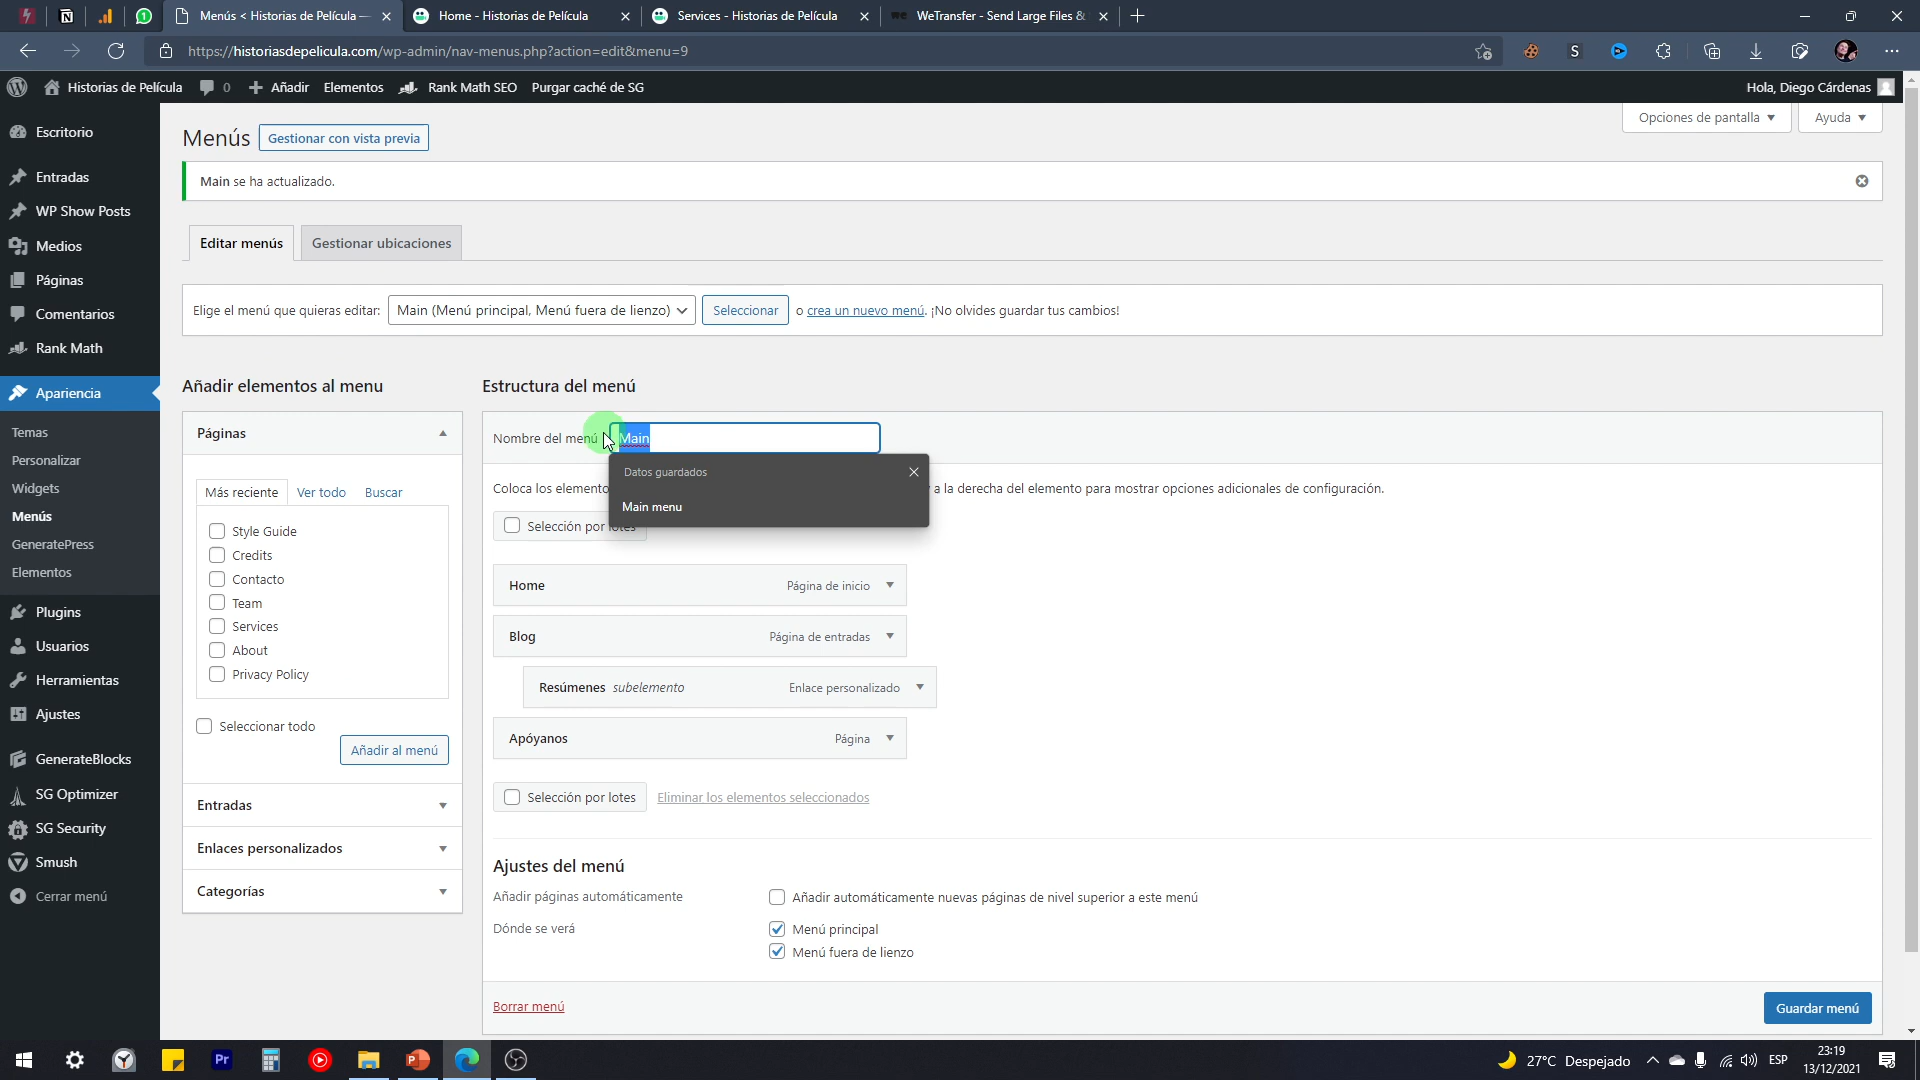 Menús < Historias de Película —
Home - Historias de Película
Services - Historias de Película
WeTransfer - Send Large Files &
https://historiasdepelicula.com/wp-admin/nav-menus.php?action=edit&menu=9
Historias de Película
0
Añadir
Elementos
Rank Math SEO
Purgar caché de SG
Hola, Diego Cárdenas
Escritorio
Entradas
WP Show Posts
Medios
Páginas
Comentarios
Rank Math
Apariencia
Temas
Personalizar
Widgets
Menús
GeneratePress
Elementos
Plugins
Usuarios
Herramientas
Ajustes
GenerateBlocks
SG Optimizer
SG Security
Smush
Cerrar menú
Opciones de pantalla
Ayuda
Menús
Gestionar con vista previa
Main se ha actualizado.
Editar menús
Gestionar ubicaciones
Elige el menú que quieras editar:
Main (Menú principal, Menú fuera de lienzo)
Seleccionar
o crea un nuevo menú. ¡No olvides guardar tus cambios!
Añadir elementos al menu
Páginas
Más reciente
Ver todo
Buscar
Style Guide
Credits
Contacto
Team
Services
About
Privacy Policy
Seleccionar todo
Añadir al menú
Entradas
Enlaces personalizados
Categorías
Estructura del menú
Nombre del menú
Main
Datos guardados
Main menu
Coloca los elemento
a la derecha del elemento para mostrar opciones adicionales de configuración.
Selección por lotes
Home
Página de inicio
Blog
Página de entradas
Resúmenes subelemento
Enlace personalizado
Apóyanos
Página
Selección por lotes
Eliminar los elementos seleccionados
Ajustes del menú
Añadir páginas automáticamente
Añadir automáticamente nuevas páginas de nivel superior a este menú
Dónde se verá
Menú principal
Menú fuera de lienzo
Borrar menú
Guardar menú
27°C Despejado
ESP
23:19
13/12/2021